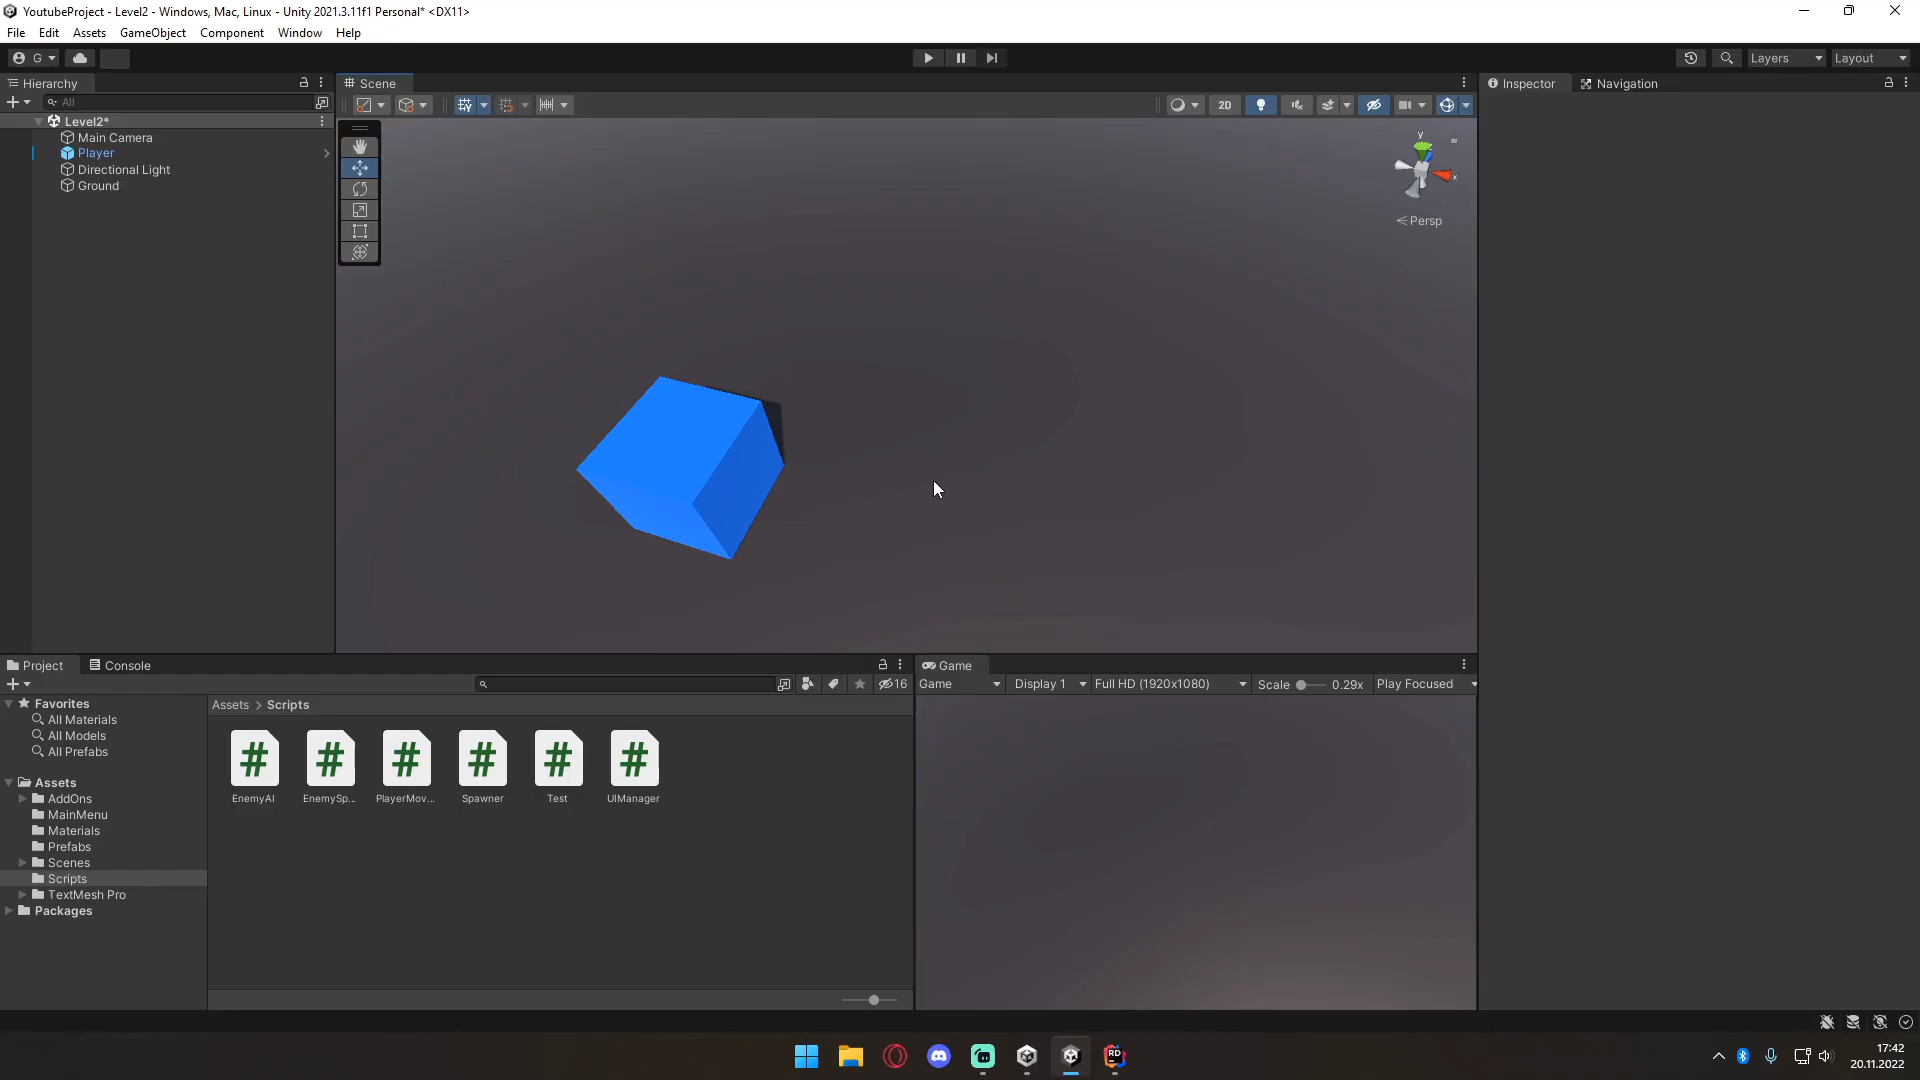 YoutubeProject - Level2 - Windows, Mac, Linux - Unity 2021.3.11f1 Personal* <DX11>
File Edit Assets GameObject Component Window Help
G
Layers
Layout
Hierarchy
Scene
Inspector
Navigation
All
2D
Level2*
Main Camera
Player
Directional Light
Ground
y
x
Persp
Project
Console
Game
16
Game
Display 1
Full HD (1920x1080)
Scale
0.29x
Play Focused
Favorites
All Materials
All Models
All Prefabs
Assets
AddOns
MainMenu
Materials
Prefabs
Scenes
Scripts
TextMesh Pro
Packages
Assets > Scripts
# # # # # #
EnemyAI
EnemySp...
PlayerMov...
Spawner
Test
UIManager
RD
17:42
20.11.2022